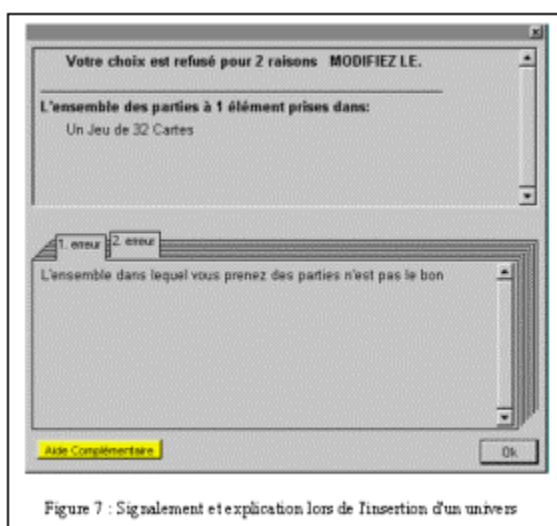 Votre choix est refusé pour 2 raisons MODIFIEZ LE.
L'ensemble des parties à 1 élément prises dans:
Un Jeu de 32 Cartes
1. erreur 2. erreur
L'ensemble dans lequel vous prenez des parties n'est pas le bon
Aide Complémentaire Ok
Figure 7 : Signalement et explication lors de l'insertion d'un univers